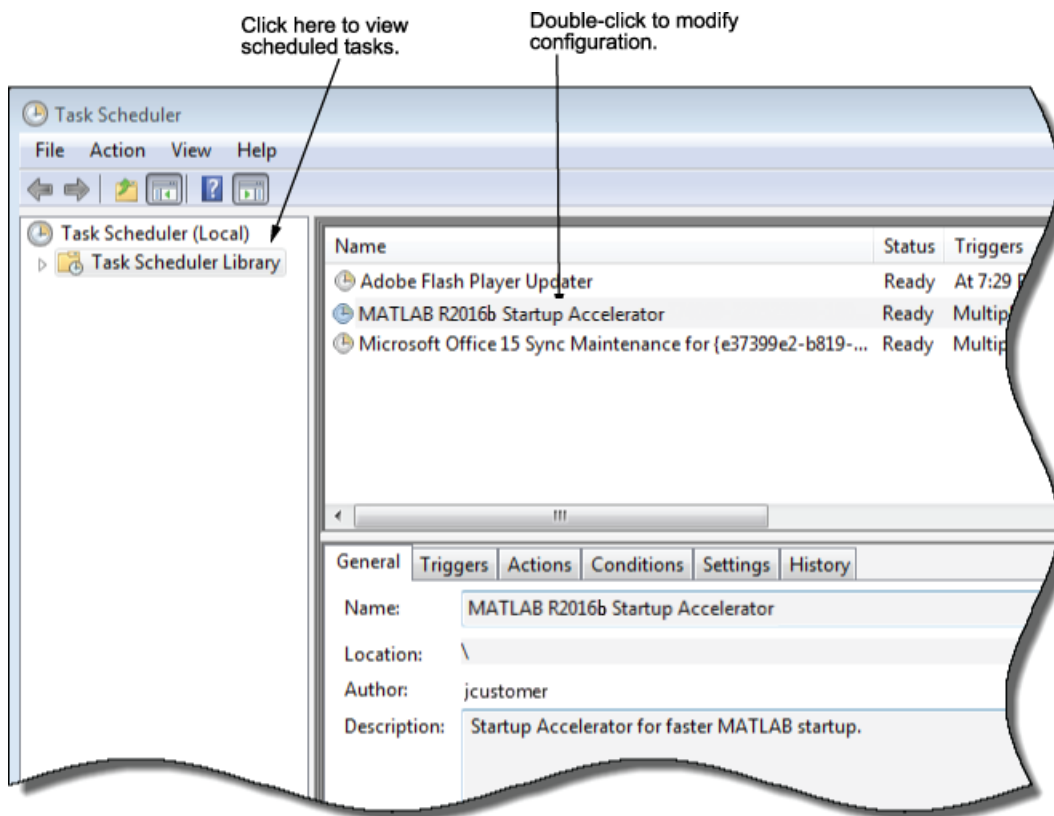 Click here to view
scheduled tasks.
Double-click to modify
configuration.
Task Scheduler
File Action View Help
Task Scheduler (Local)
Task Scheduler Library
Name Status Triggers
Adobe Flash Player Updater Ready At 7:29
MATLAB R2016b Startup Accelerator Ready
Microsoft Office 15 Sync Maintenance for {e37399e2-b819-... Ready
General Triggers Actions Conditions Settings History
Name: MATLAB R2016b Startup Accelerator
Location: \
Author: jcustomer
Description: Startup Accelerator for faster MATLAB startup.